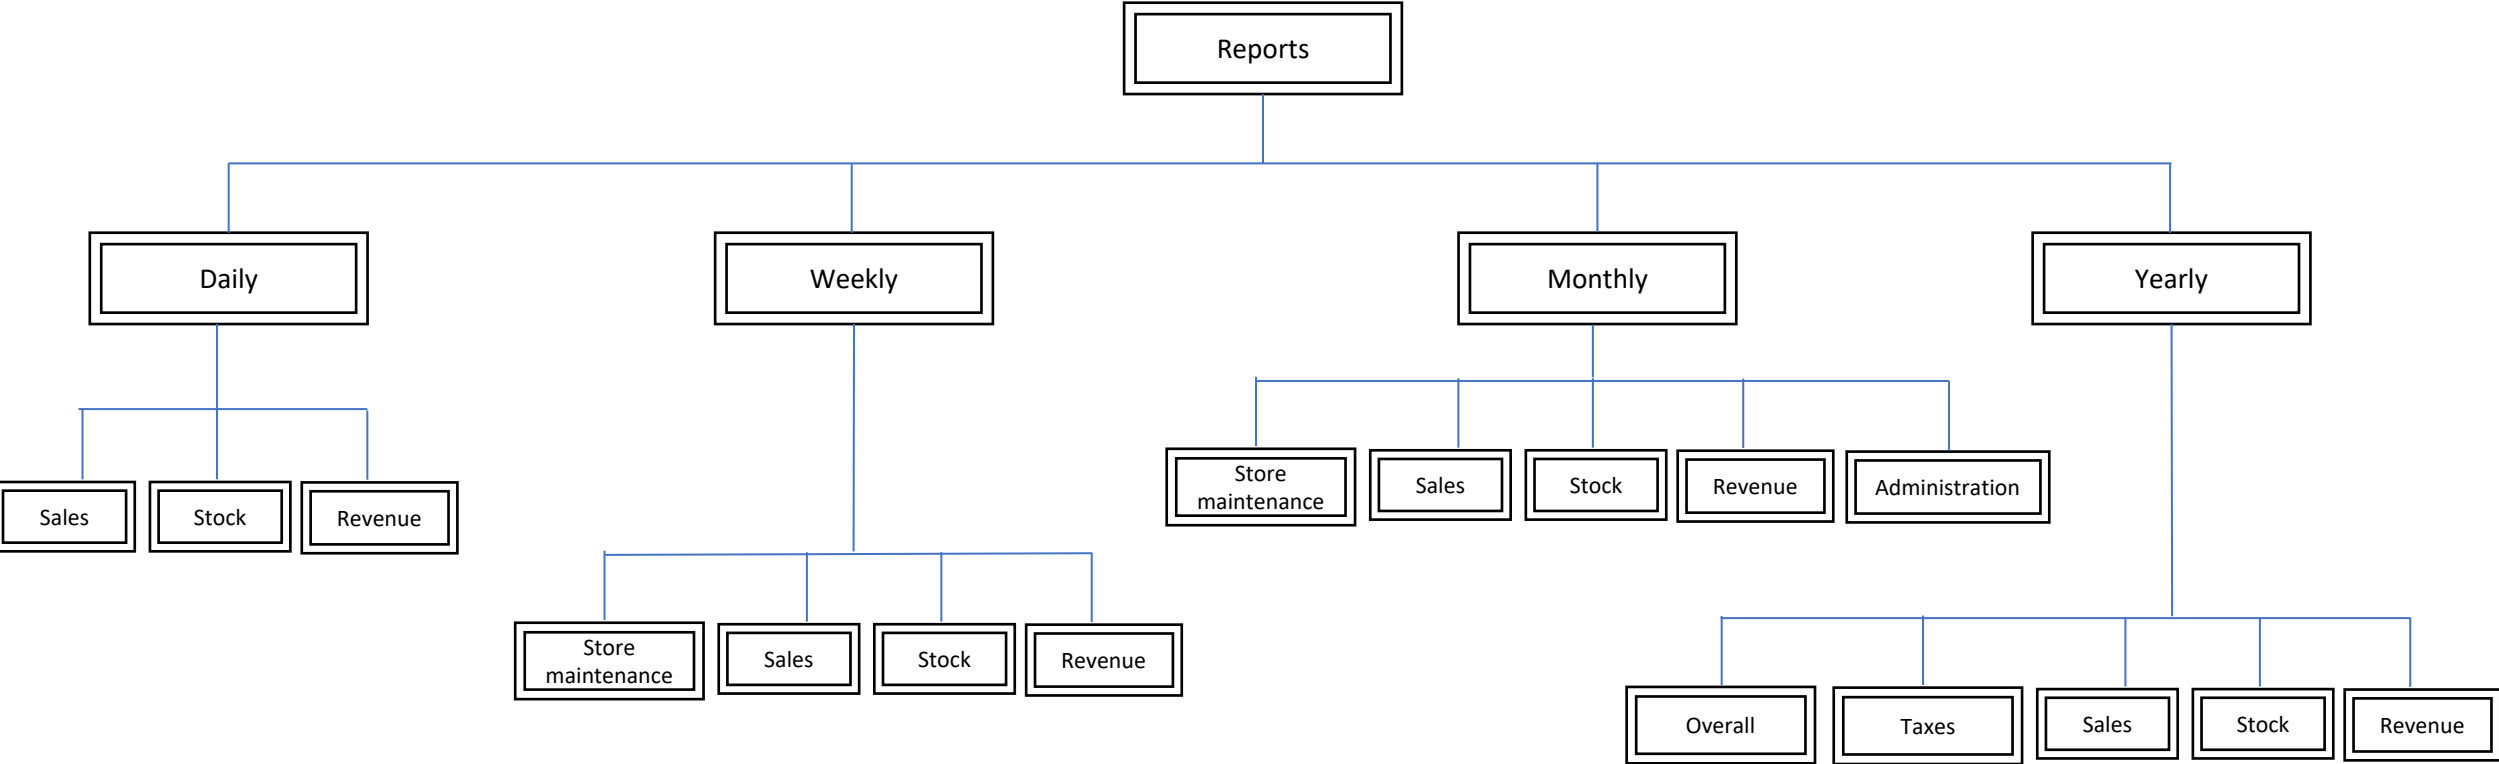 Reports
Daily
Weekly
Monthly
Yearly
Sales
Stock
Revenue
Store
maintenance
Sales
Stock
Revenue
Store
maintenance
Sales
Stock
Revenue
Administration
Overall
Taxes
Sales
Stock
Revenue